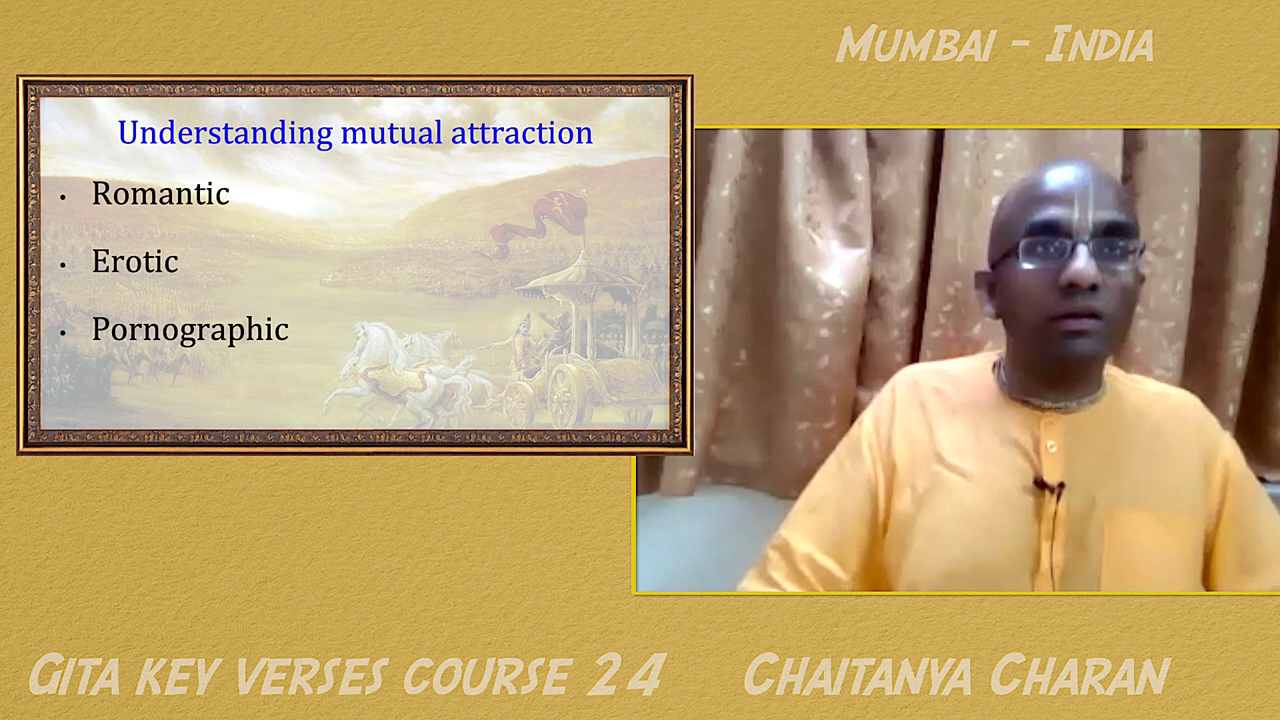 MUMBAI - INDIA
Understanding mutual attraction
• Romantic
• Erotic
• Pornographic
GITA KEY VERSES COURSE 24
CHAITANYA CHARAN